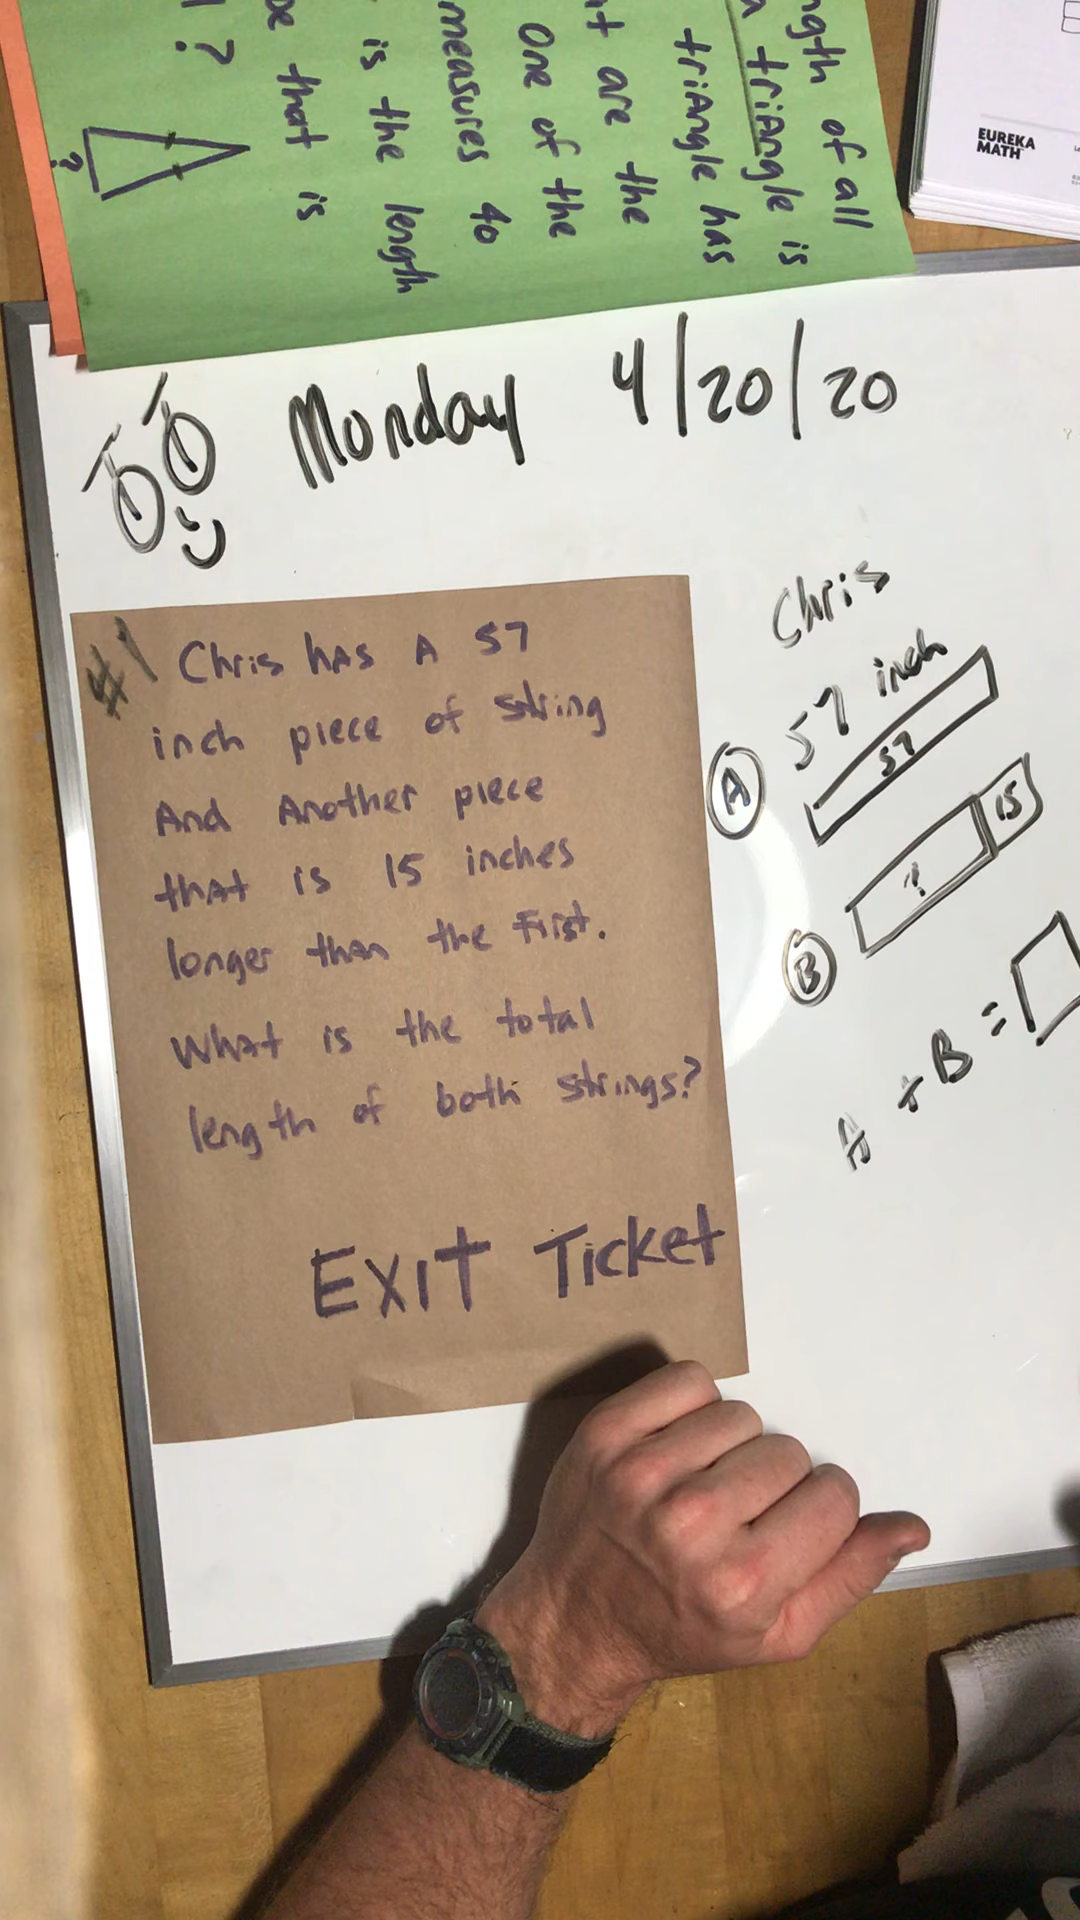 ngth of all
triangle is
triangle has
t are the
one of the
measures 40
is the length
be that is
?
?
EUREKA
MATH
Monday 4/20/20
#1 Chris has A 57
inch piece of string
And Another piece
that is 15 inches
longer than the First.
What is the total
length of both strings?
Exit Ticket
Chris
57 inch
A 57
B ? 15
A + B =